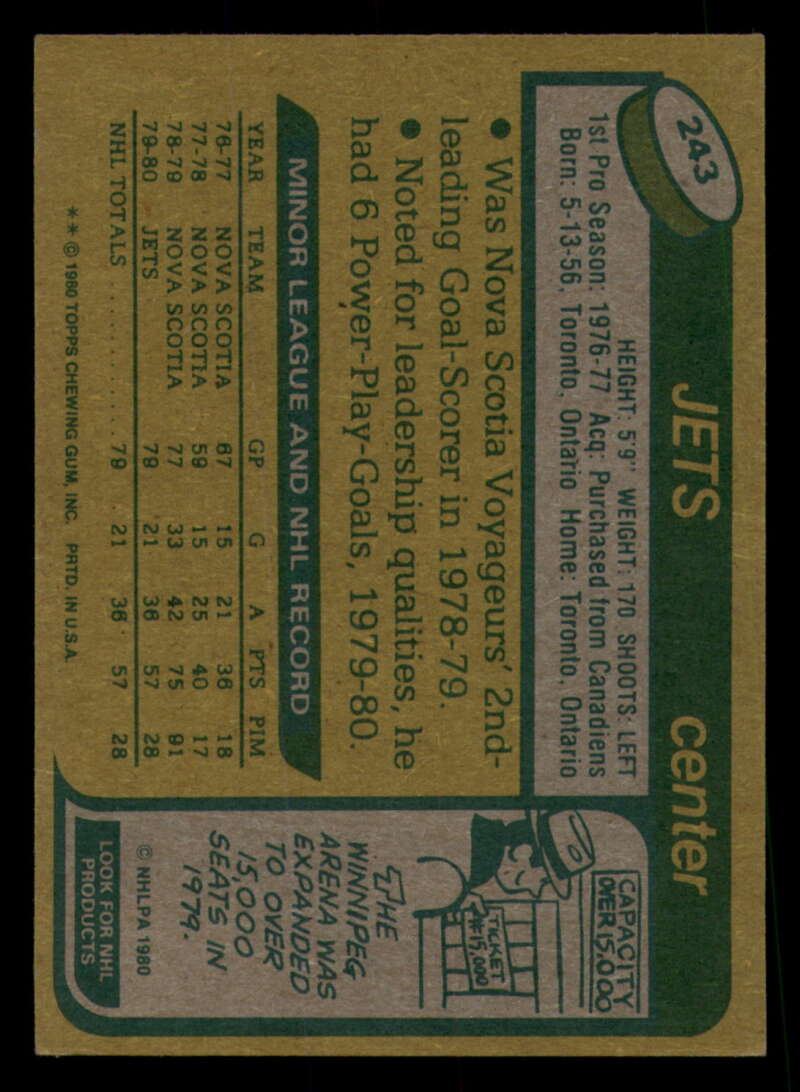 243
JETS center
HEIGHT: 5'9" WEIGHT: 170 SHOOTS: LEFT
1st Pro Season: 1976-77 Acq: Purchased from Canadiens
Born: 5-13-56, Toronto, Ontario Home: Toronto, Ontario
• Was Nova Scotia Voyageurs' 2nd-
leading Goal-Scorer in 1978-79.
• Noted for leadership qualities, he
had 6 Power-Play-Goals, 1979-80.
MINOR LEAGUE AND NHL RECORD
YEAR TEAM GP G A PTS PIM
76-77 NOVA SCOTIA 67 15 21 36 18
77-78 NOVA SCOTIA 59 15 25 40 17
78-79 NOVA SCOTIA 77 33 42 75 91
79-80 JETS 79 21 36 57 28
NHL TOTALS ............. 79 21 36 57 28
** © 1980 TOPPS CHEWING GUM, INC. PRTD. IN U.S.A.
CAPACITY
OVER 15,000
TICKET
#15,000
THE
WINNIPEG
ARENA WAS
EXPANDED
TO OVER
15,000
SEATS IN
1979.
© NHLPA 1980
LOOK FOR NHL
PRODUCTS